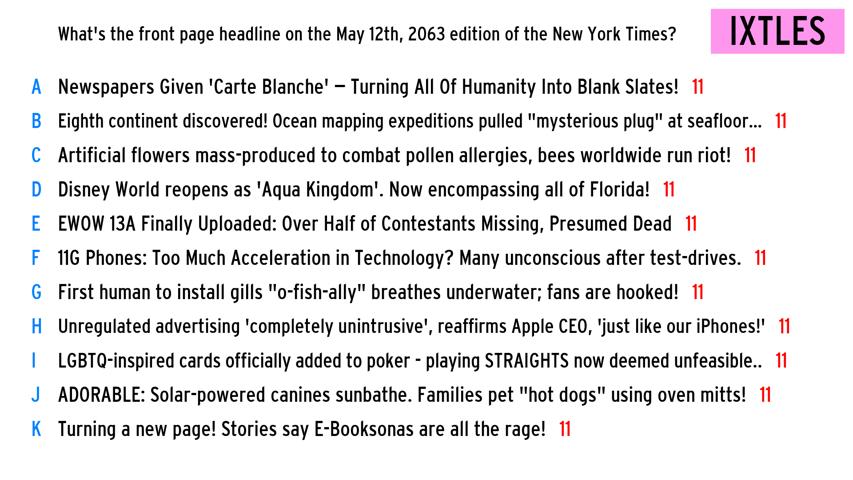 What's the front page headline on the May 12th, 2063 edition of the New York Times?
IXTLES
A Newspapers Given 'Carte Blanche' – Turning All Of Humanity Into Blank Slates! 11
B Eighth continent discovered! Ocean mapping expeditions pulled "mysterious plug" at seafloor... 11
C Artificial flowers mass-produced to combat pollen allergies, bees worldwide run riot! 11
D Disney World reopens as 'Aqua Kingdom'. Now encompassing all of Florida! 11
E EWOW 13A Finally Uploaded: Over Half of Contestants Missing, Presumed Dead 11
F 11G Phones: Too Much Acceleration in Technology? Many unconscious after test-drives. 11
G First human to install gills "o-fish-ally" breathes underwater; fans are hooked! 11
H Unregulated advertising 'completely unintrusive', reaffirms Apple CEO, 'just like our iPhones!' 11
I LGBTQ-inspired cards officially added to poker - playing STRAIGHTS now deemed unfeasible.. 11
J ADORABLE: Solar-powered canines sunbathe. Families pet "hot dogs" using oven mitts! 11
K Turning a new page! Stories say E-Booksonas are all the rage! 11